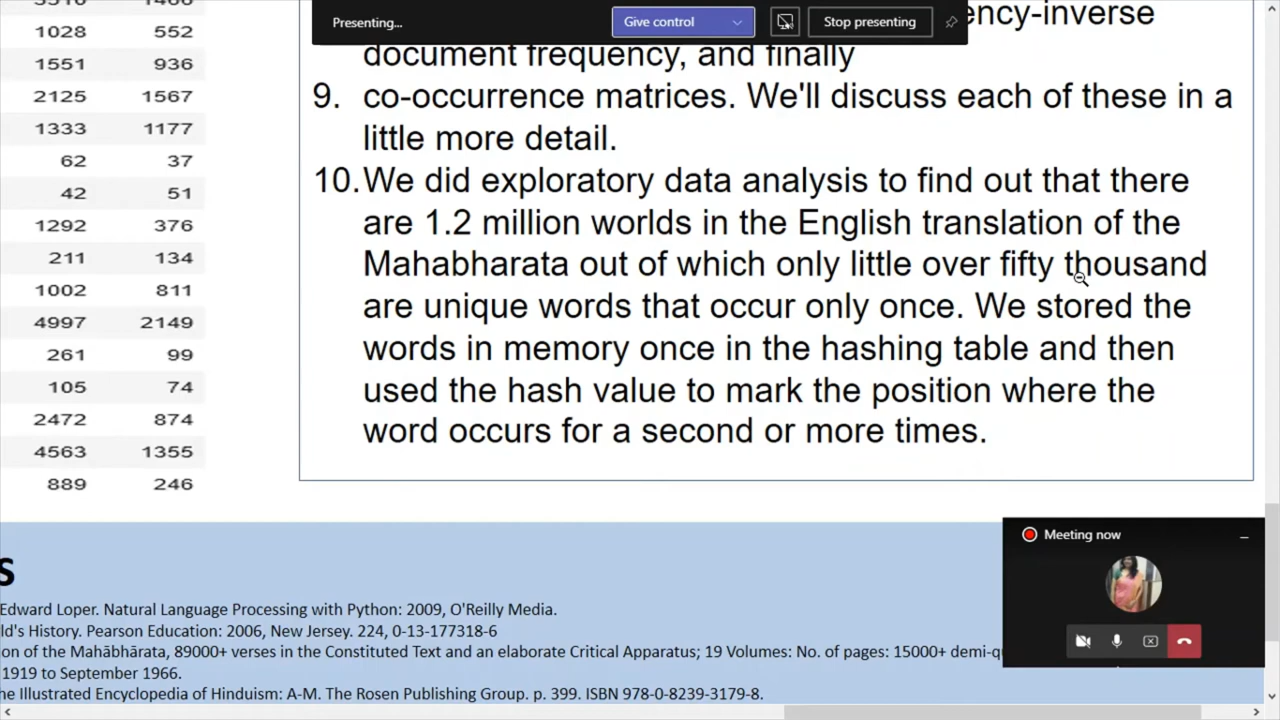 3516 1466
1028 552
1551 936
2125 1567
1333 1177
62 37
42 51
1292 376
211 134
1002 811
4997 2149
261 99
105 74
2472 874
4563 1355
889 246
Presenting...
Give control
Stop presenting
ency-inverse
document frequency, and finally
9. co-occurrence matrices. We'll discuss each of these in a
little more detail.
10. We did exploratory data analysis to find out that there
are 1.2 million worlds in the English translation of the
Mahabharata out of which only little over fifty thousand
are unique words that occur only once. We stored the
words in memory once in the hashing table and then
used the hash value to mark the position where the
word occurs for a second or more times.
Meeting now
s
Edward Loper. Natural Language Processing with Python: 2009, O'Reilly Media.
ld's History. Pearson Education: 2006, New Jersey. 224, 0-13-177318-6
on of the Mahābhārata, 89000+ verses in the Constituted Text and an elaborate Critical Apparatus; 19 Volumes: No. of pages: 15000+ demi-q
1919 to September 1966.
he Illustrated Encyclopedia of Hinduism: A-M. The Rosen Publishing Group. p. 399. ISBN 978-0-8239-3179-8.